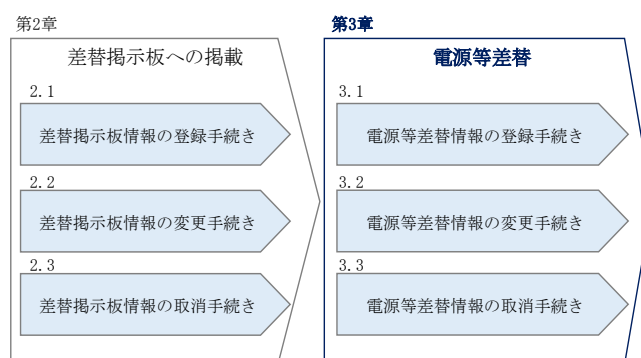 第2章
差替掲示板への掲載
2.1
差替掲示板情報の登録手続き
2.2
差替掲示板情報の変更手続き
2.3
差替掲示板情報の取消手続き
第3章
電源等差替
3.1
電源等差替情報の登録手続き
3.2
電源等差替情報の変更手続き
3.3
電源等差替情報の取消手続き